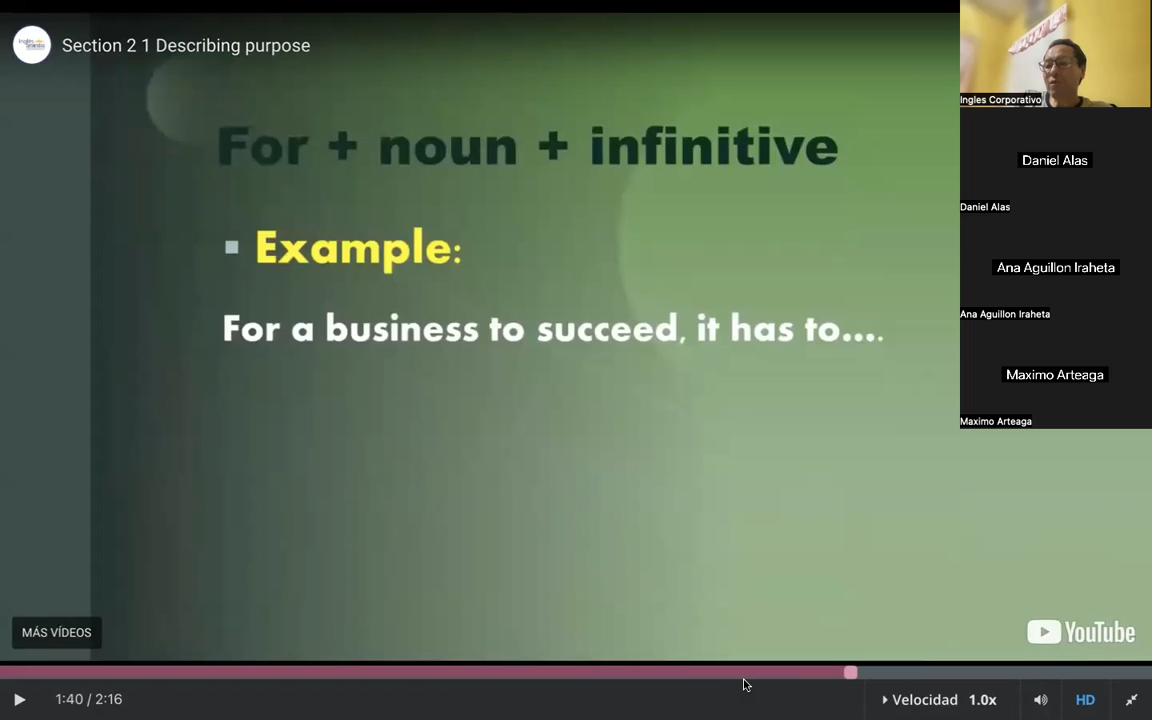 Section 2 1 Describing purpose
For + noun + infinitive
Example:
For a business to succeed, it has to....
MÁS VÍDEOS
YouTube
1:40 / 2:16
Velocidad 1.0x
HD
Ingles Corporativo
Daniel Alas
Daniel Alas
Ana Aguillon Iraheta
Ana Aguillon Iraheta
Maximo Arteaga
Maximo Arteaga